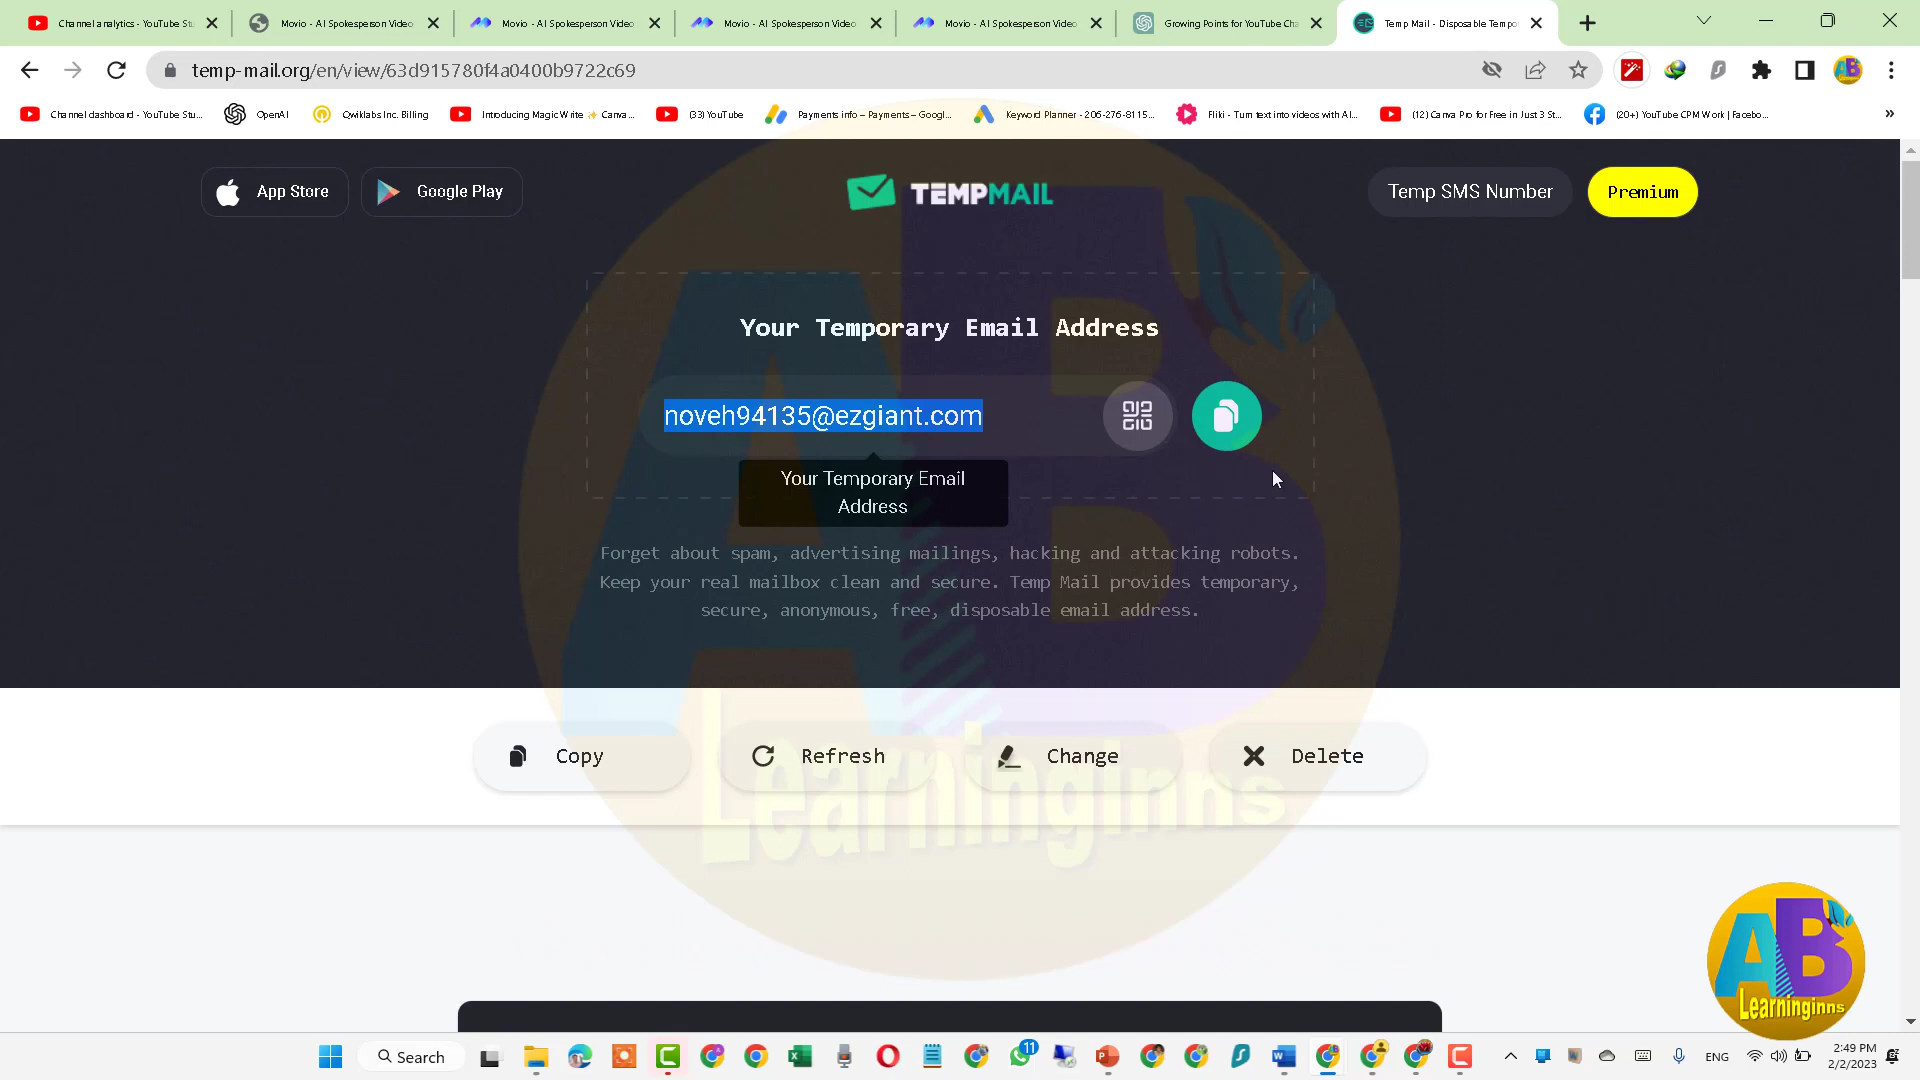 Channel analytics - YouTube Stu
Movio - AI Spokesperson Video
Movio - AI Spokesperson Video
Movio - AI Spokesperson Video
Movio - AI Spokesperson Video
Growing Points for YouTube Cha
Temp Mail - Disposable Tempo
temp-mail.org/en/view/63d915780f4a0400b9722c69
Channel dashboard - YouTube Stu...
OpenAI
Qwiklabs Inc. Billing
Introducing Magic Write ✨ Canva...
(33) YouTube
Payments info – Payments – Googl...
Keyword Planner - 206-276-8115...
Fliki - Turn text into videos with AI...
(12) Canva Pro for Free in Just 3 St...
(20+) YouTube CPM Work | Facebo...
»
App Store
Google Play
TEMPMAIL
Temp SMS Number
Premium
Your Temporary Email Address
noveh94135@ezgiant.com
Your Temporary Email
Address
Forget about spam, advertising mailings, hacking and attacking robots.
Keep your real mailbox clean and secure. Temp Mail provides temporary,
secure, anonymous, free, disposable email address.
Copy
Refresh
Change
Delete
AB
Learninginns
AB
Learninginns
Search
11
ENG
2:49 PM
2/2/2023